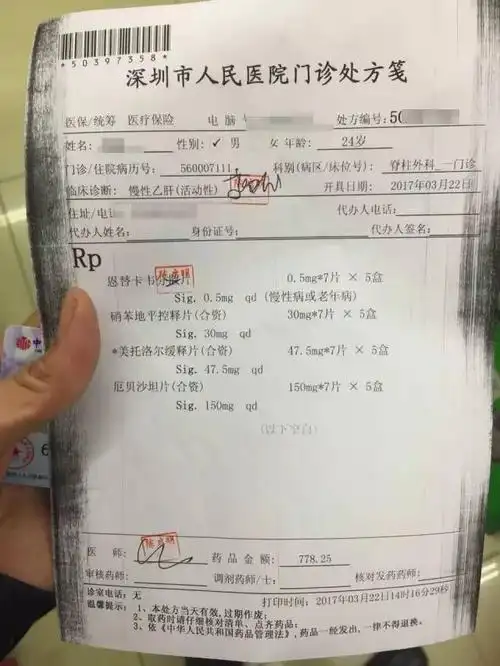 *50397358*
深圳市人民医院门诊处方笺
医保/统筹 医疗保险 电脑 处方编号: 50
姓名: 性别: ✓ 男 女 年龄: 24岁
门诊/住院病历号: 560007111 科别(病区/床位号): 脊柱外科_一门诊
临床诊断: 慢性乙肝(活动性) 开具日期: 2017年03月22日
住址/电 代办人电话:
代办人姓名: 身份证号: 代办人签名:
Rp
恩替卡韦分散片 0.5mg*7片 × 5盒
Sig. 0.5mg qd (慢性病或老年病)
硝苯地平控释片(合资) 30mg*7片 × 5盒
Sig. 30mg qd
*美托洛尔缓释片(合资) 47.5mg*7片 × 5盒
Sig. 47.5mg qd
厄贝沙坦片(合资) 150mg*7片 × 5盒
Sig. 150mg qd
医师: 药品金额: 778.25
审核药师: 调剂药师/士: 核对发药药师:
诊室电话: 无 打印时间: 2017年03月22日14时16分29秒
温馨提示: 1、本处方当天有效, 过期作废;
2、取药时请仔细核对清单、点齐药品;
3、依《中华人民共和国药品管理法》, 药品一经发出, 一律不得退换。